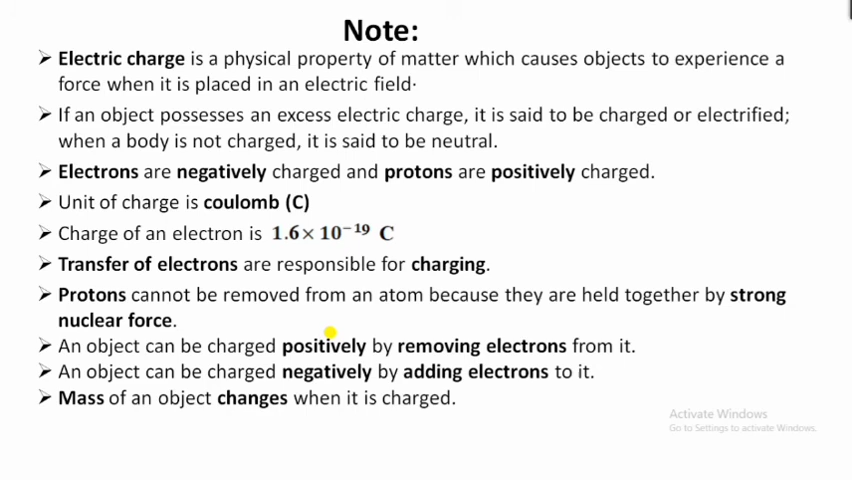 Note:
➢ Electric charge is a physical property of matter which causes objects to experience a
force when it is placed in an electric field·
➢ If an object possesses an excess electric charge, it is said to be charged or electrified;
when a body is not charged, it is said to be neutral.
➢ Electrons are negatively charged and protons are positively charged.
➢ Unit of charge is coulomb (C)
➢ Charge of an electron is 1.6× 10⁻¹⁹ C
➢ Transfer of electrons are responsible for charging.
➢ Protons cannot be removed from an atom because they are held together by strong
nuclear force.
➢ An object can be charged positively by removing electrons from it.
➢ An object can be charged negatively by adding electrons to it.
➢ Mass of an object changes when it is charged.
Activate Windows
Go to Settings to activate Windows.